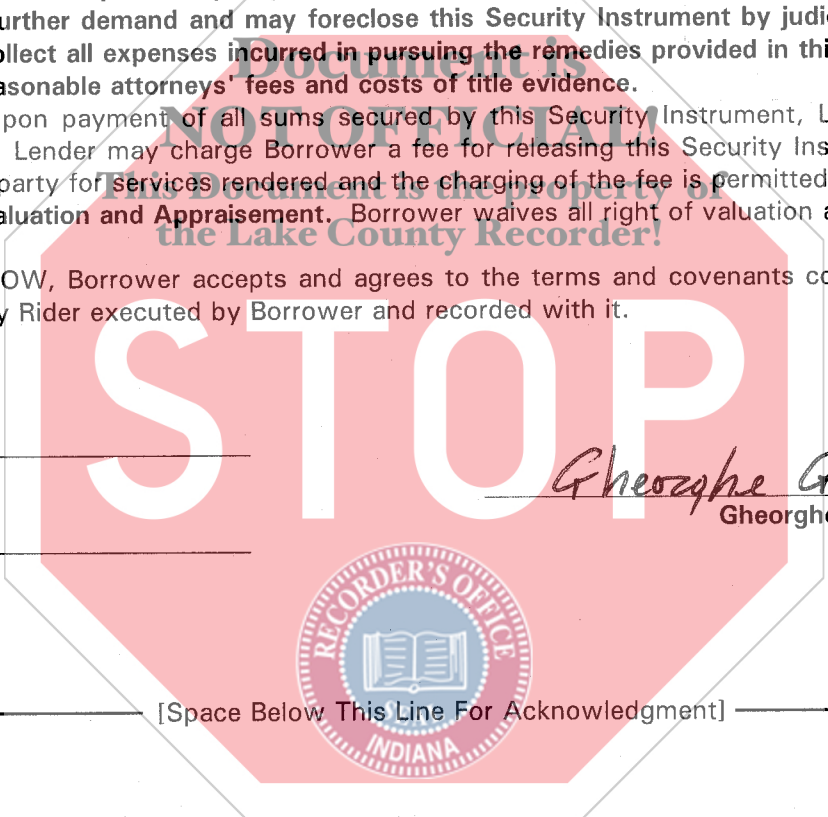 urther demand and may foreclose this Security Instrument by judi
ollect all expenses incurred in pursuing the remedies provided in thi
Document is
asonable attorneys' fees and costs of title evidence.
pon payment of all sums secured by this Security Instrument, L
NOT OFFICIAL!
Lender may charge Borrower a fee for releasing this Security Ins
party for services rendered and the charging of the fee is permitted
This Document is the property of
aluation and Appraisement. Borrower waives all right of valuation a
the Lake County Recorder!
OW, Borrower accepts and agrees to the terms and covenants co
y Rider executed by Borrower and recorded with it.
STOP
Gheorghe G
Gheorghe
RECORDER'S OFFICE
SEAL
[Space Below This Line For Acknowledgment]
INDIANA